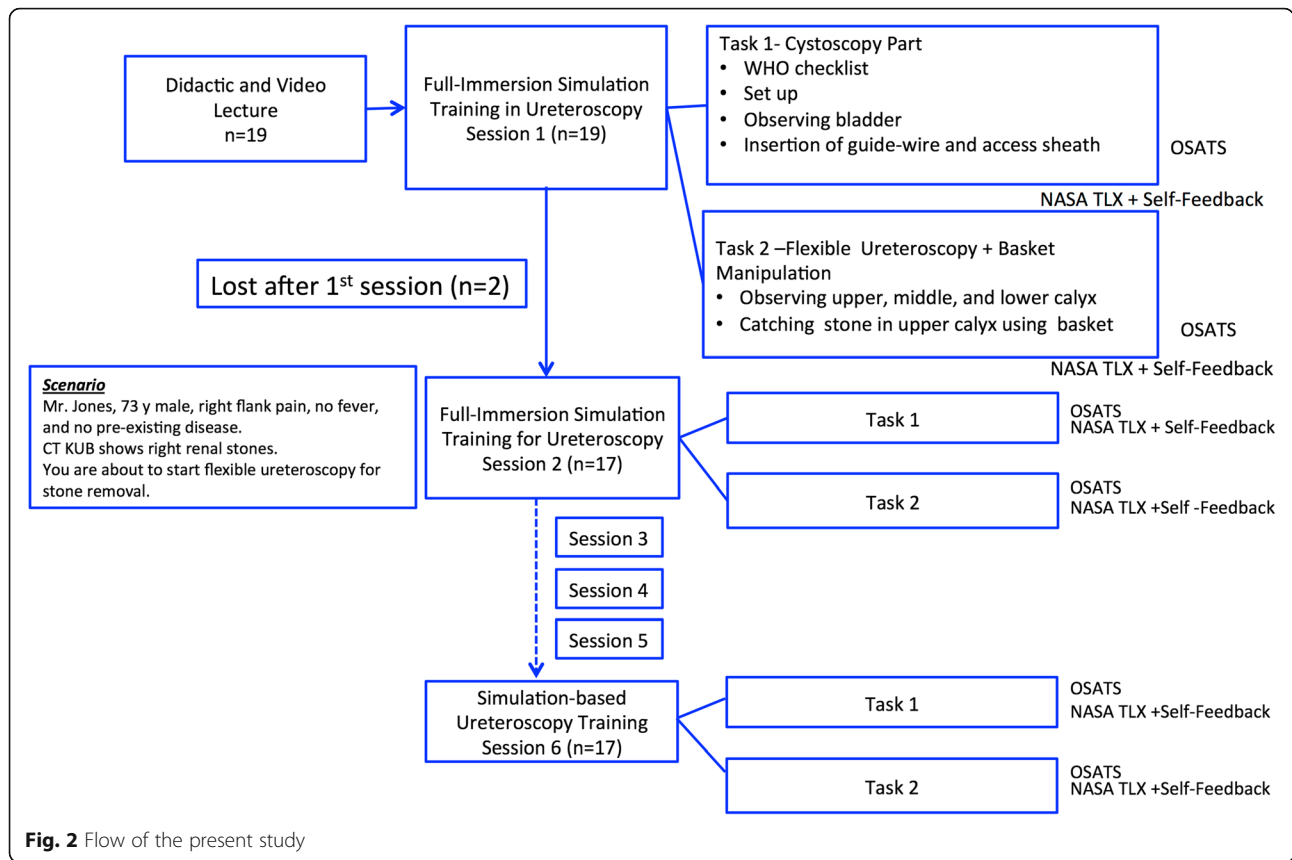 Didactic and Video
Lecture
n=19
Full-Immersion Simulation
Training in Ureteroscopy
Session 1 (n=19)
Task 1- Cystoscopy Part
• WHO checklist
• Set up
• Observing bladder
• Insertion of guide-wire and access sheath
OSATS
NASA TLX + Self-Feedback
Task 2 –Flexible Ureteroscopy + Basket
Manipulation
• Observing upper, middle, and lower calyx
• Catching stone in upper calyx using basket
OSATS
NASA TLX + Self-Feedback
Lost after 1st session (n=2)
Scenario
Mr. Jones, 73 y male, right flank pain, no fever,
and no pre-existing disease.
CT KUB shows right renal stones.
You are about to start flexible ureteroscopy for
stone removal.
Full-Immersion Simulation
Training for Ureteroscopy
Session 2 (n=17)
Task 1
OSATS
NASA TLX + Self-Feedback
Task 2
OSATS
NASA TLX +Self -Feedback
Session 3
Session 4
Session 5
Simulation-based
Ureteroscopy Training
Session 6 (n=17)
Task 1
OSATS
NASA TLX +Self-Feedback
Task 2
OSATS
NASA TLX +Self-Feedback
Fig. 2 Flow of the present study